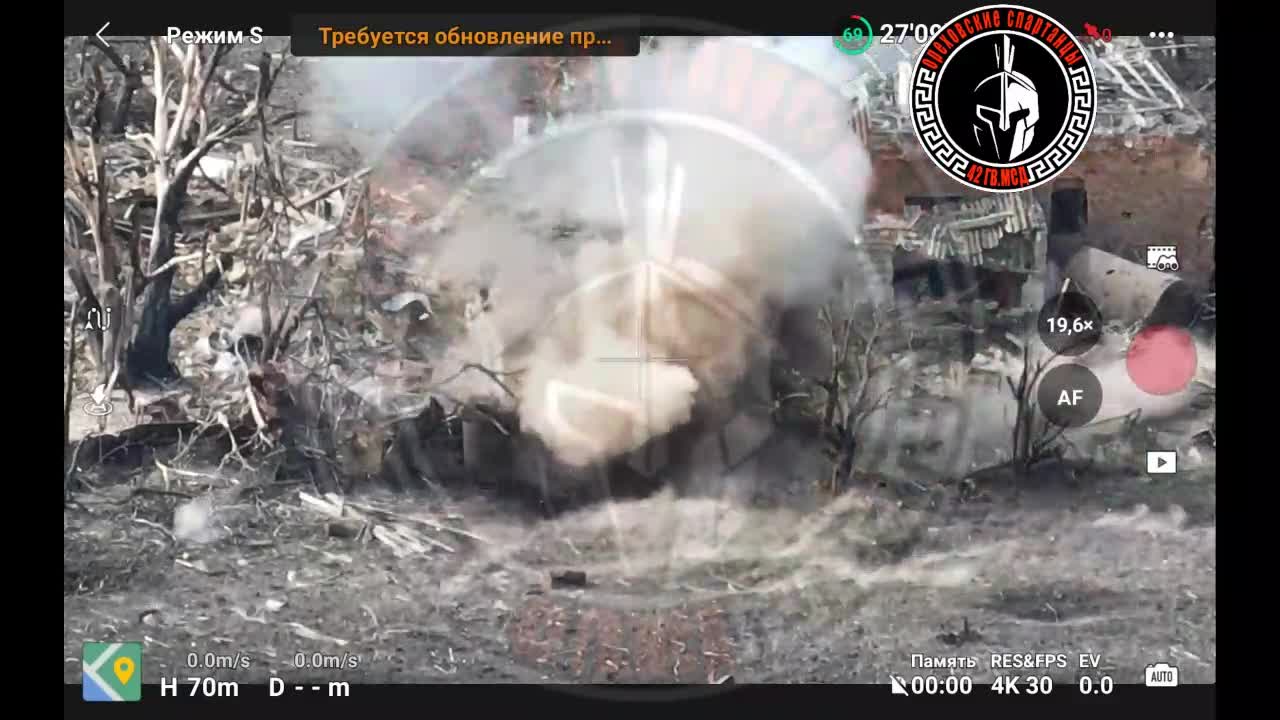 Режим S
Требуется обновление пр...
69
27'09
ОРЕХОВСКИЕ СПАРТАНЦЫ
42 ГВ.МСД
0
19,6×
AF
0.0m/s 0.0m/s
H 70m D - - m
Память RES&FPS EV
00:00 4K 30 0.0
AUTO